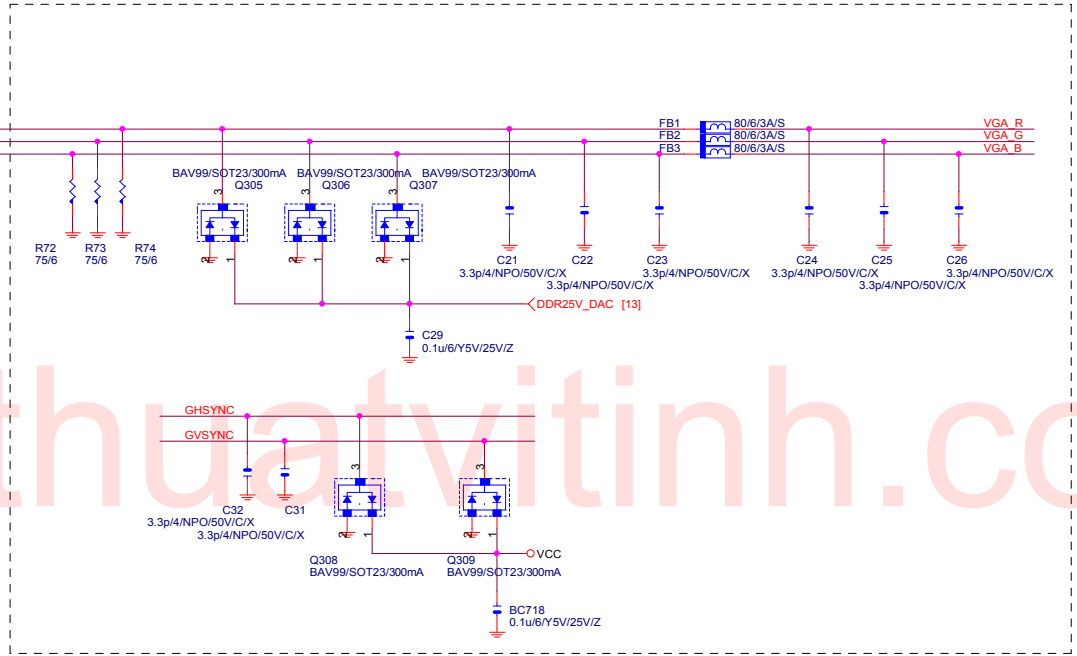 FB1 80/6/3A/S VGA_R
FB2 80/6/3A/S VGA_G
FB3 80/6/3A/S VGA_B
BAV99/SOT23/300mA BAV99/SOT23/300mA BAV99/SOT23/300mA
Q305 Q306 Q307
3 3 3
R72 R73 R74
75/6 75/6 75/6
2 1 2 1 2 1
C21 C22 C23 C24 C25 C26
3.3p/4/NPO/50V/C/X 3.3p/4/NPO/50V/C/X 3.3p/4/NPO/50V/C/X 3.3p/4/NPO/50V/C/X
3.3p/4/NPO/50V/C/X 3.3p/4/NPO/50V/C/X
DDR25V_DAC [13]
C29
0.1u/6/Y5V/25V/Z
thuatvitinh.co
GHSYNC
GVSYNC
3 3
C32 C31
3.3p/4/NPO/50V/C/X
3.3p/4/NPO/50V/C/X
2 1 2 1
VCC
Q308 Q309
BAV99/SOT23/300mA BAV99/SOT23/300mA
BC718
0.1u/6/Y5V/25V/Z